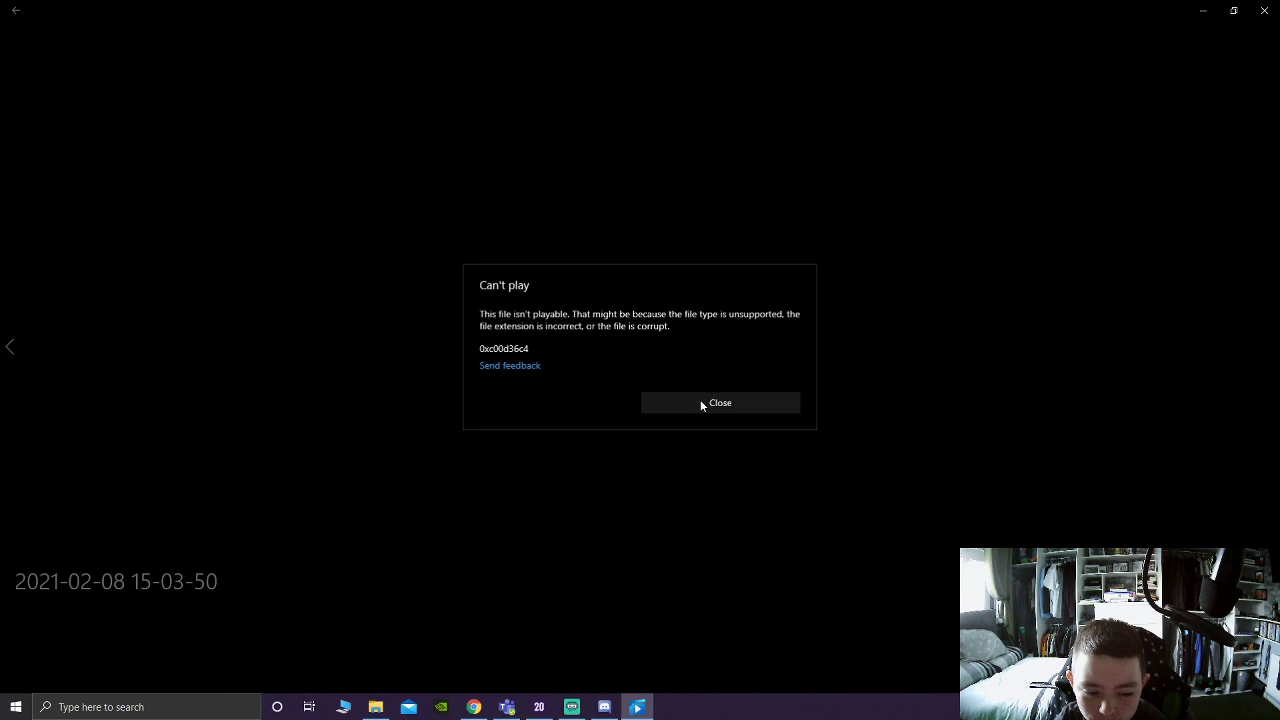 Can't play
This file isn't playable. That might be because the file type is unsupported, the
file extension is incorrect, or the file is corrupt.
0xc00d36c4
Send feedback
Close
2021-02-08 15-03-50
Type here to search
20